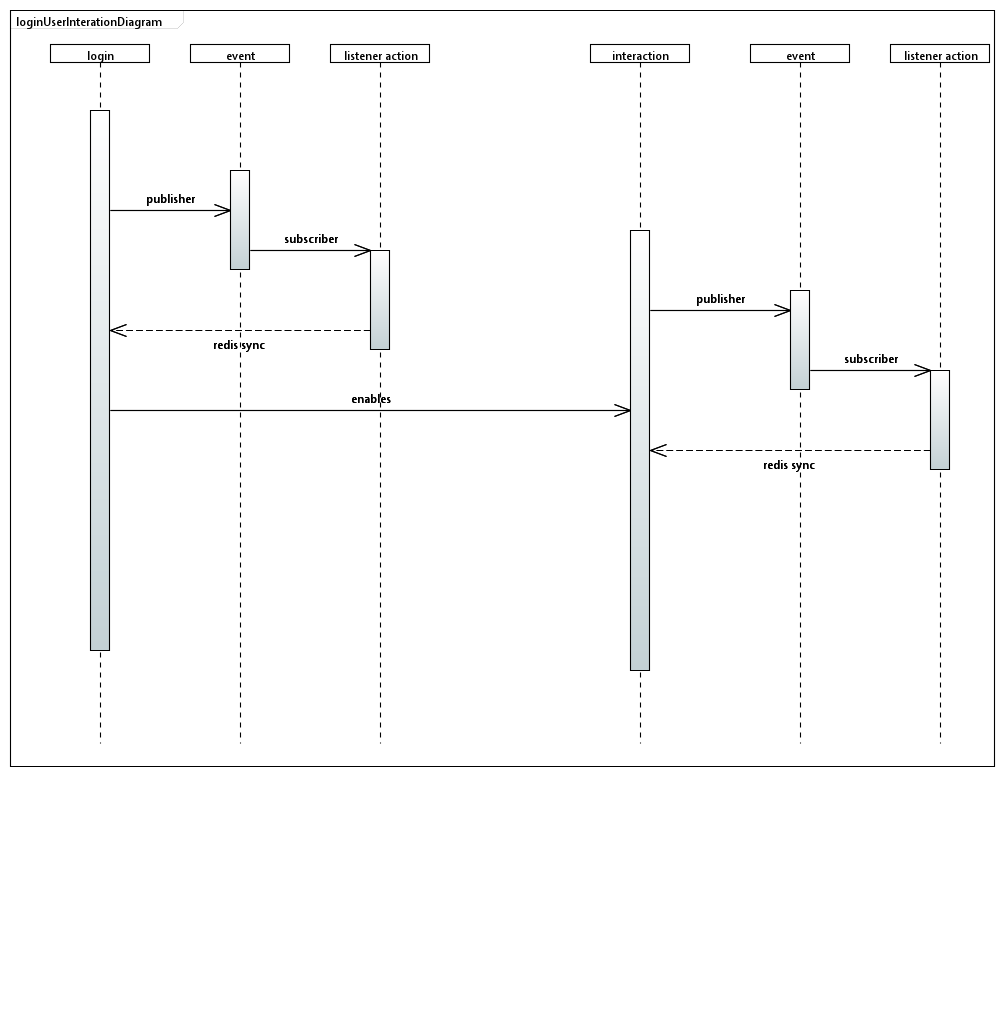 loginUserInterationDiagram
login
event
listener action
interaction
event
listener action
publisher
subscriber
publisher
redis sync
subscriber
enables
redis sync